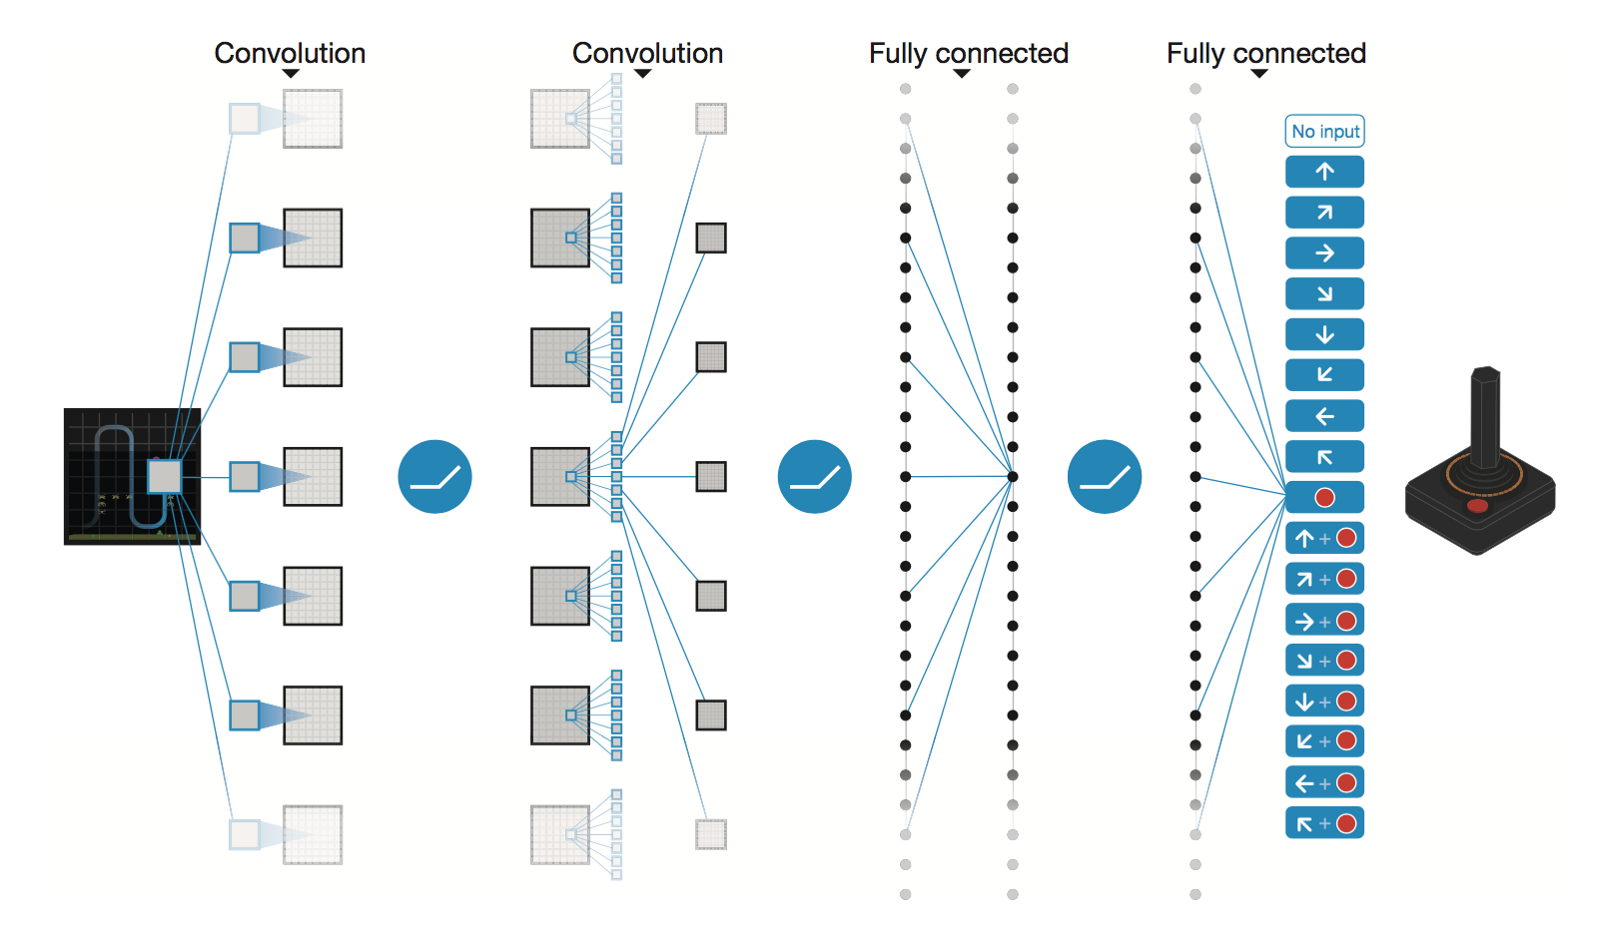 Convolution
Convolution
Fully connected
Fully connected
No input
+
+
+
+
+
+
+
+